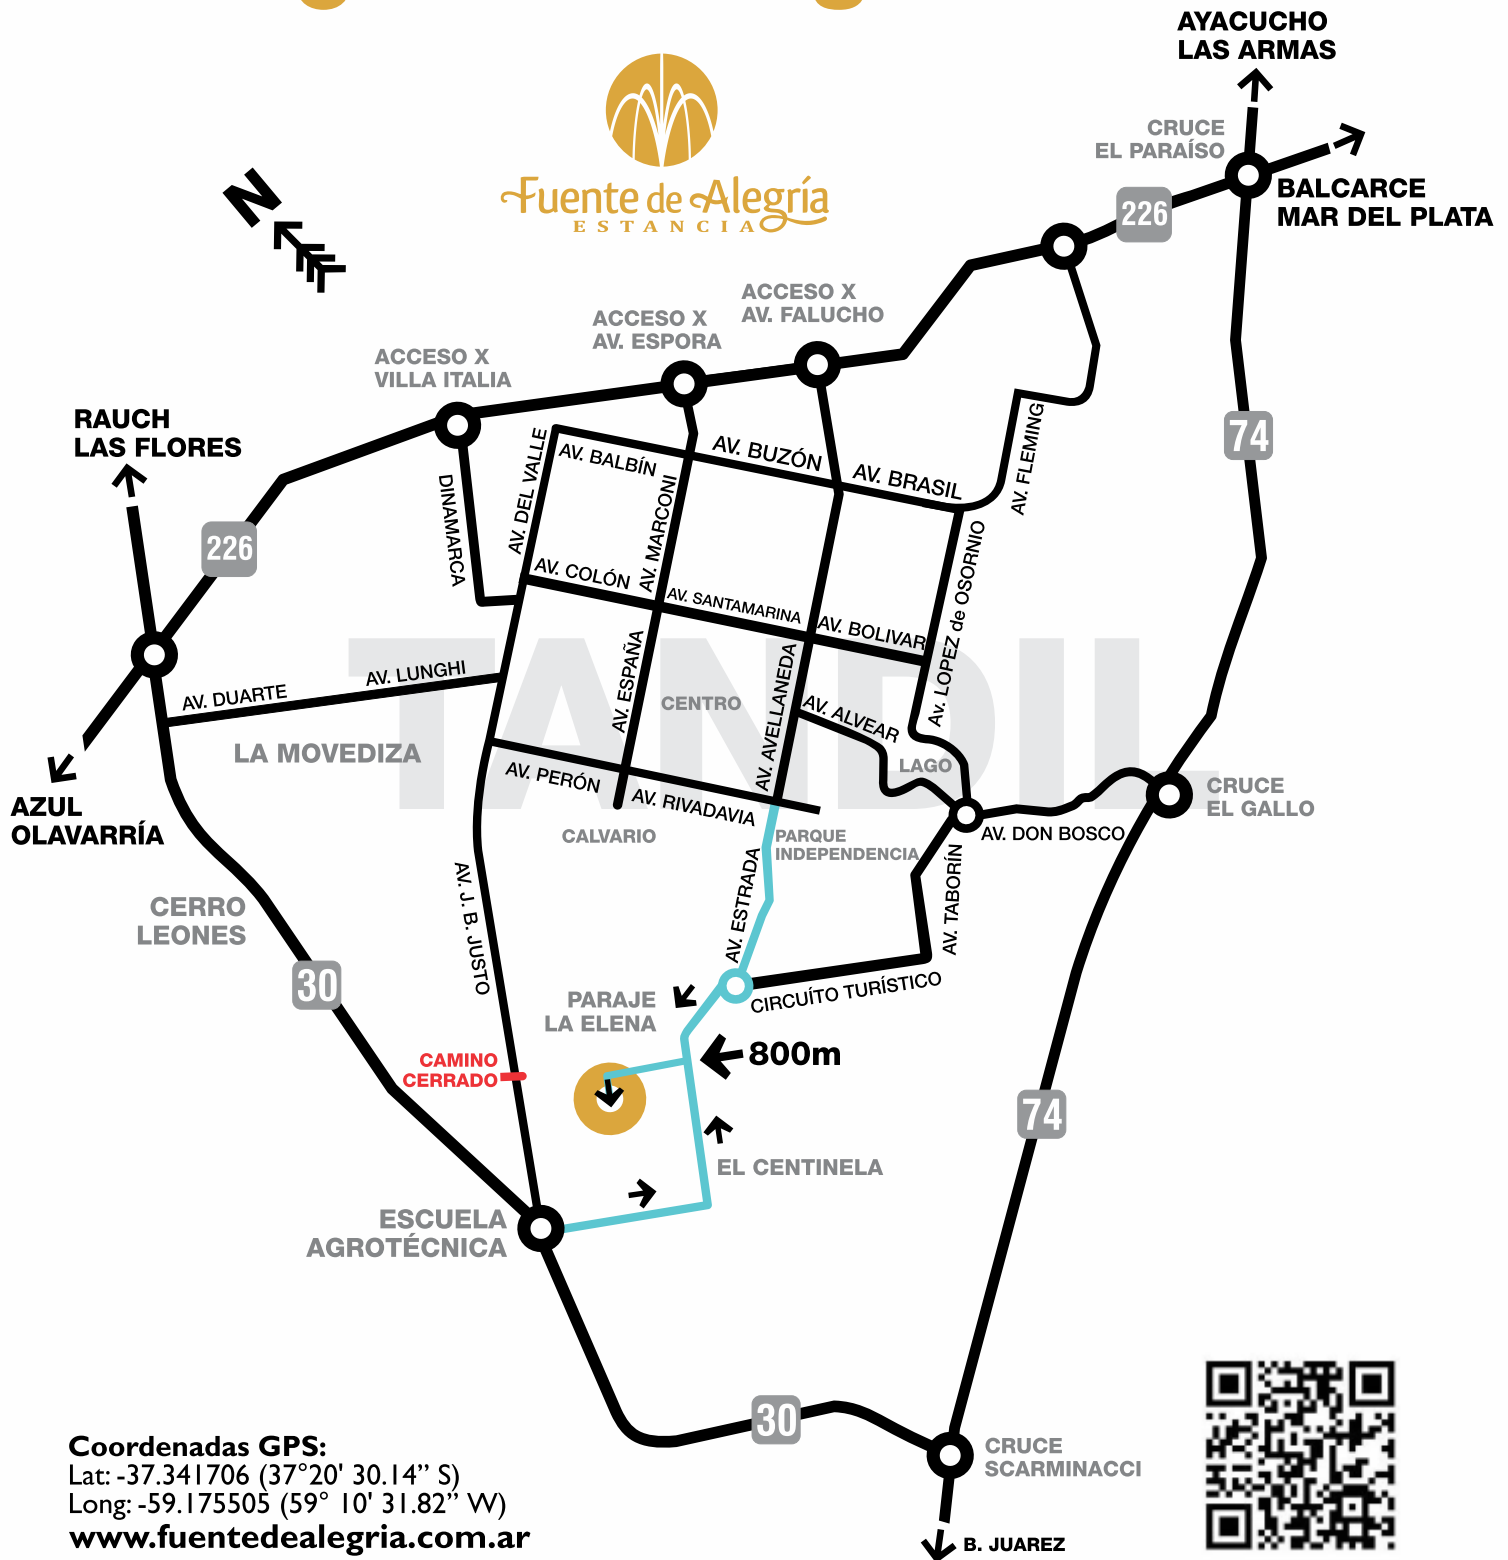 AYACUCHO
LAS ARMAS
CRUCE
EL PARAÍSO
BALCARCE
MAR DEL PLATA
226
N
Fuente de Alegría
ESTANCIA
ACCESO X
AV. FALUCHO
ACCESO X
AV. ESPORA
ACCESO X
VILLA ITALIA
RAUCH
LAS FLORES
74
226
AV. BALBÍN
AV. BUZÓN
AV. BRASIL
AV. FLEMING
DINAMARCA
AV. DEL VALLE
AV. MARCONI
AV. COLÓN
AV. SANTAMARINA
AV. BOLIVAR
Av. LOPEZ de OSORNIO
TANDIL
AV. DUARTE
AV. LUNGHI
AV. ESPAÑA
CENTRO
AV. AVELLANEDA
AV. ALVEAR
LA MOVEDIZA
LAGO
AV. PERÓN
AV. RIVADAVIA
CRUCE
EL GALLO
AZUL
OLAVARRÍA
CALVARIO
PARQUE
INDEPENDENCIA
AV. DON BOSCO
AV. J. B. JUSTO
AV. ESTRADA
AV. TABORÍN
CERRO
LEONES
30
CIRCUÍTO TURÍSTICO
PARAJE
LA ELENA
800m
CAMINO
CERRADO
74
EL CENTINELA
ESCUELA
AGROTÉCNICA
30
CRUCE
SCARMINACCI
B. JUAREZ
Coordenadas GPS:
Lat: -37.341706 (37°20' 30.14” S)
Long: -59.175505 (59° 10' 31.82” W)
www.fuentedealegria.com.ar